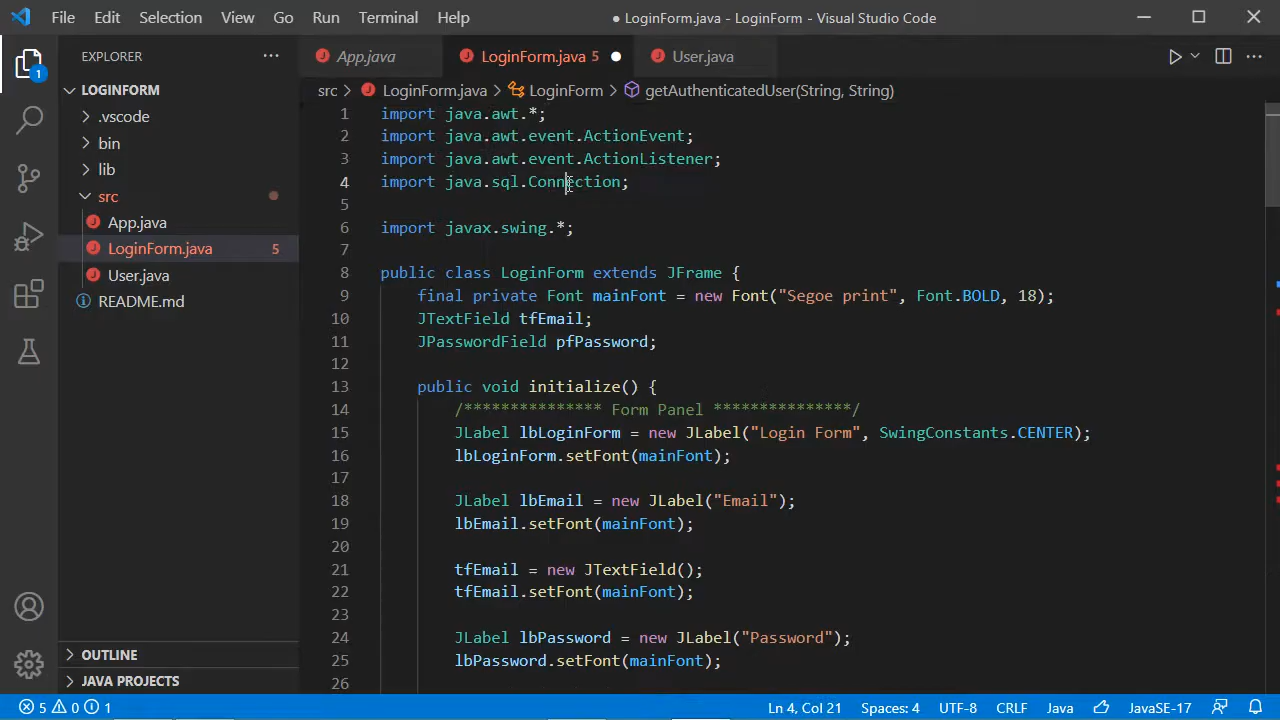 File Edit Selection View Go Run Terminal Help
● LoginForm.java - LoginForm - Visual Studio Code
EXPLORER
App.java
LoginForm.java 5
User.java
1
src > LoginForm.java > LoginForm > getAuthenticatedUser(String, String)
LOGINFORM
.vscode
bin
lib
src
App.java
LoginForm.java 5
User.java
README.md
OUTLINE
JAVA PROJECTS
1 import java.awt.*;
2 import java.awt.event.ActionEvent;
3 import java.awt.event.ActionListener;
4 import java.sql.Connection;
5
6 import javax.swing.*;
7
8 public class LoginForm extends JFrame {
9 final private Font mainFont = new Font("Segoe print", Font.BOLD, 18);
10 JTextField tfEmail;
11 JPasswordField pfPassword;
12
13 public void initialize() {
14 /*************** Form Panel ***************/
15 JLabel lbLoginForm = new JLabel("Login Form", SwingConstants.CENTER);
16 lbLoginForm.setFont(mainFont);
17
18 JLabel lbEmail = new JLabel("Email");
19 lbEmail.setFont(mainFont);
20
21 tfEmail = new JTextField();
22 tfEmail.setFont(mainFont);
23
24 JLabel lbPassword = new JLabel("Password");
25 lbPassword.setFont(mainFont);
26
5 0 1
Ln 4, Col 21 Spaces: 4 UTF-8 CRLF Java JavaSE-17